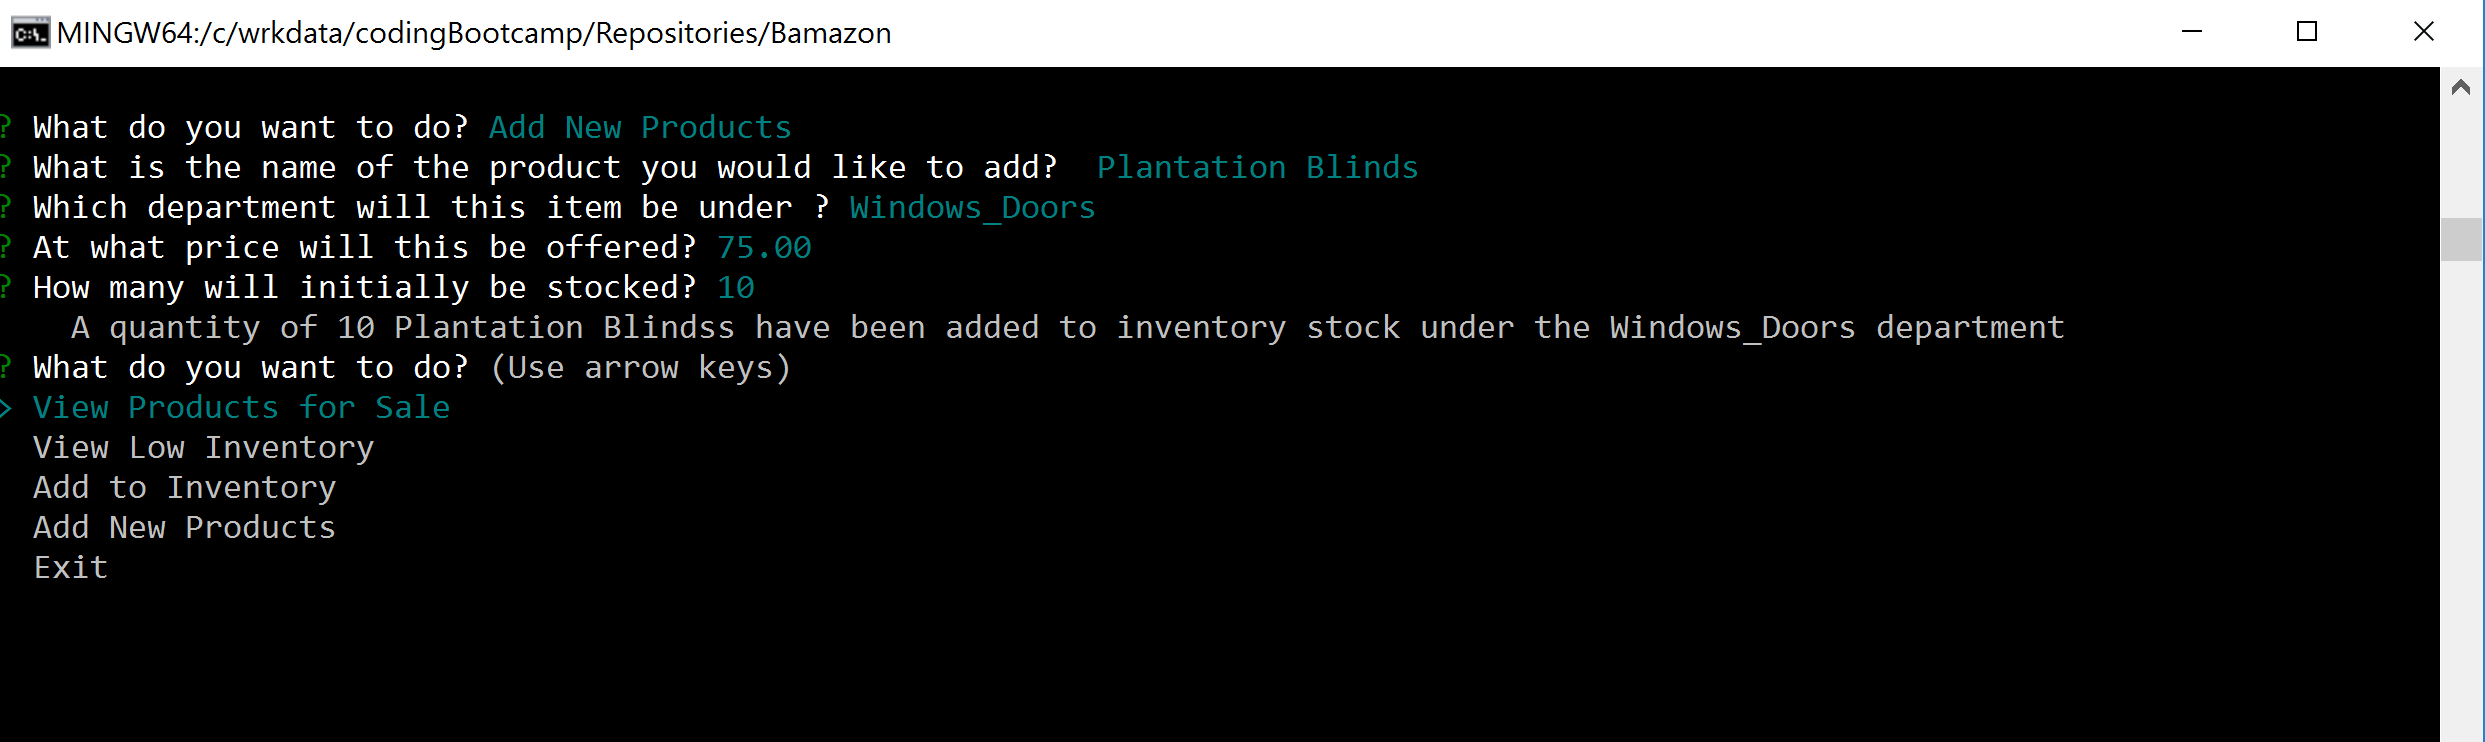 MINGW64:/c/wrkdata/codingBootcamp/Repositories/Bamazon
? What do you want to do? Add New Products
? What is the name of the product you would like to add?  Plantation Blinds
? Which department will this item be under ? Windows_Doors
? At what price will this be offered? 75.00
? How many will initially be stocked? 10
    A quantity of 10 Plantation Blindss have been added to inventory stock under the Windows_Doors department
? What do you want to do? (Use arrow keys)
> View Products for Sale
  View Low Inventory
  Add to Inventory
  Add New Products
  Exit